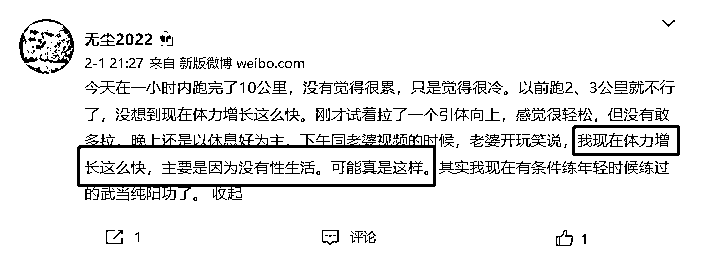 无尘2022
2-1 21:27 来自 新版微博 weibo.com
今天在一小时内跑完了10公里，没有觉得很累，只是觉得很冷。以前跑2、3公里就不行
了，没想到现在体力增长这么快。刚才试着拉了一个引体向上，感觉很轻松，但没有敢
多拉，晚上还是以休息好为主。下午同老婆视频的时候，老婆开玩笑说，我现在体力增
长这么快，主要是因为没有性生活。可能真是这样。其实我现在有条件练年轻时候练过
的武当纯阳功了。 收起
1
评论
1